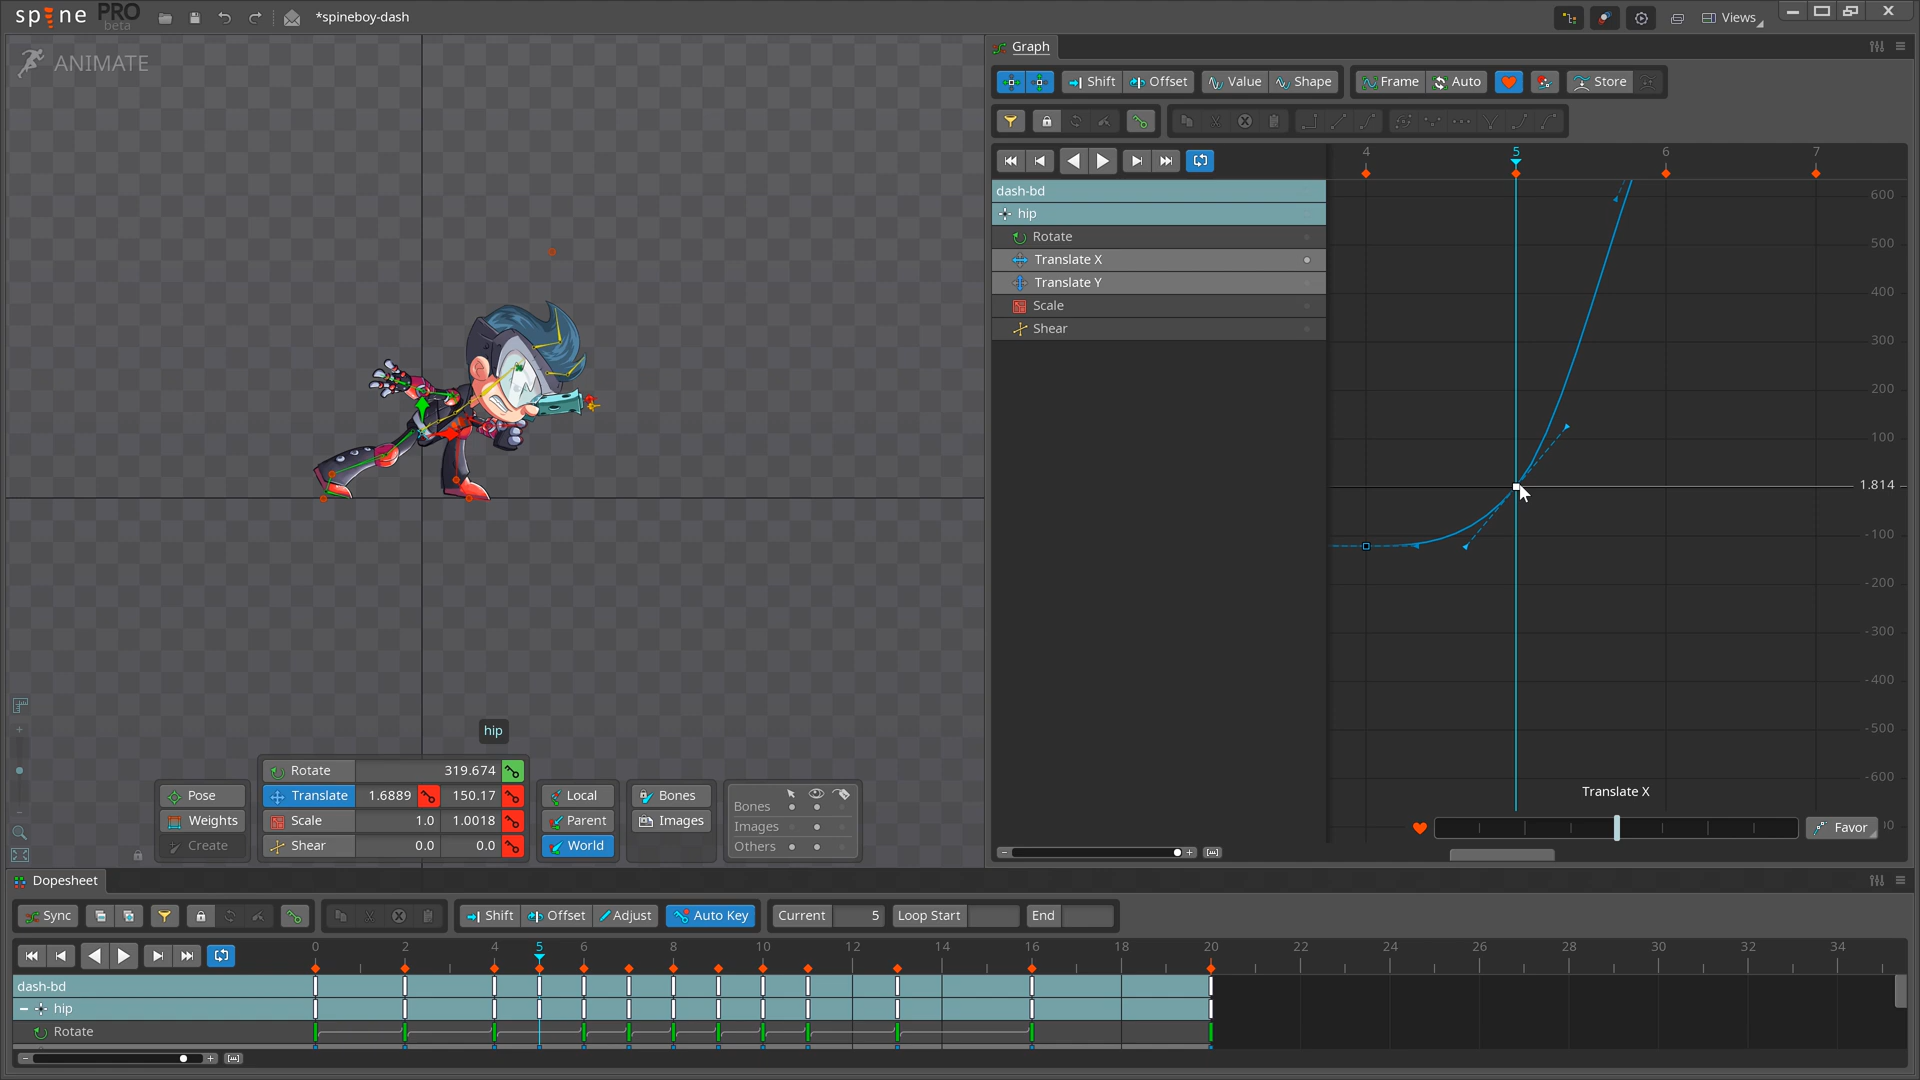 spine PRO beta
*spineboy-dash
Views
ANIMATE
hip
Pose
Weights
Create
Rotate 319.674
Translate 1.6889 150.17
Scale 1.0 1.0018
Shear 0.0 0.0
Local
Parent
World
Bones
Images
Bones
Images
Others
Graph
Shift Offset Value Shape Frame Auto Store
4 5 6 7
dash-bd
hip
Rotate
Translate X
Translate Y
Scale
Shear
600
500
400
300
200
100
1.814
-100
-200
-300
-400
-500
-600
Translate X
Favor
Dopesheet
Sync Shift Offset Adjust Auto Key Current 5 Loop Start End
0 2 4 5 6 8 10 12 14 16 18 20 22 24 26 28 30 32 34
dash-bd
hip
Rotate